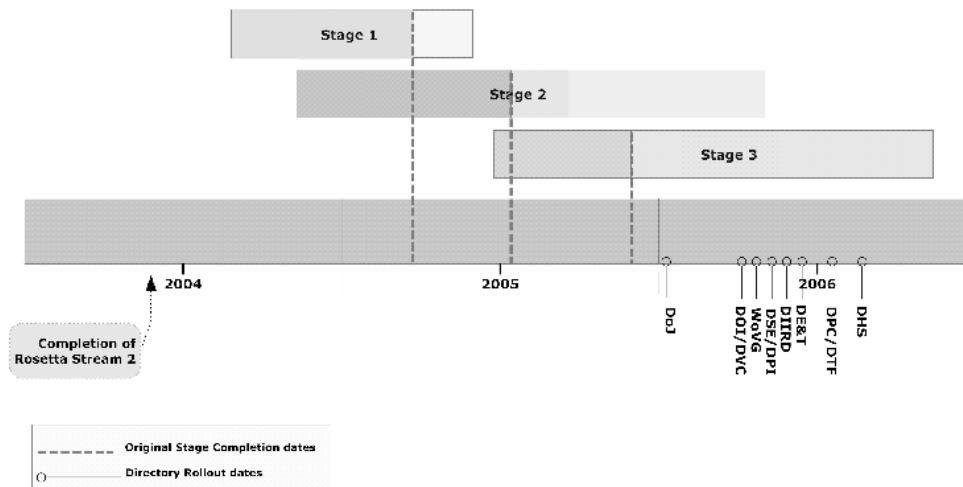 Stage 1
Stage 2
Stage 3
2004
2005
2006
Completion of
Rosetta Stream 2
DoJ
DOI/DVC
WoVG
DSE/DPI
DIIRD
DE&T
DPC/DTF
DHS
Original Stage Completion dates
Directory Rollout dates